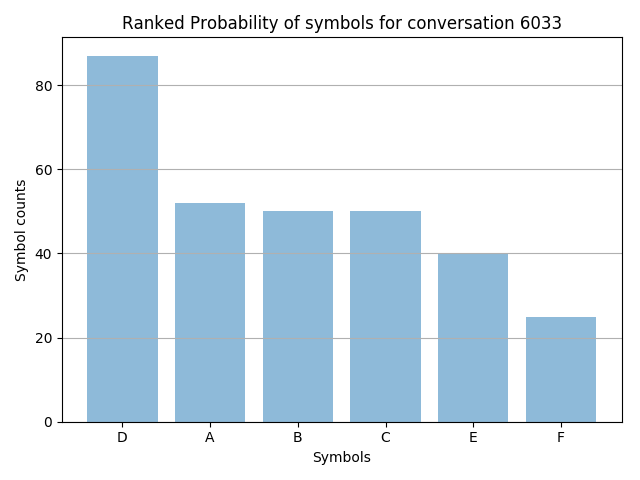 Ranked Probability of symbols for conversation 6033
Symbol counts
80
60
40
20
0
D A B C E F
Symbols